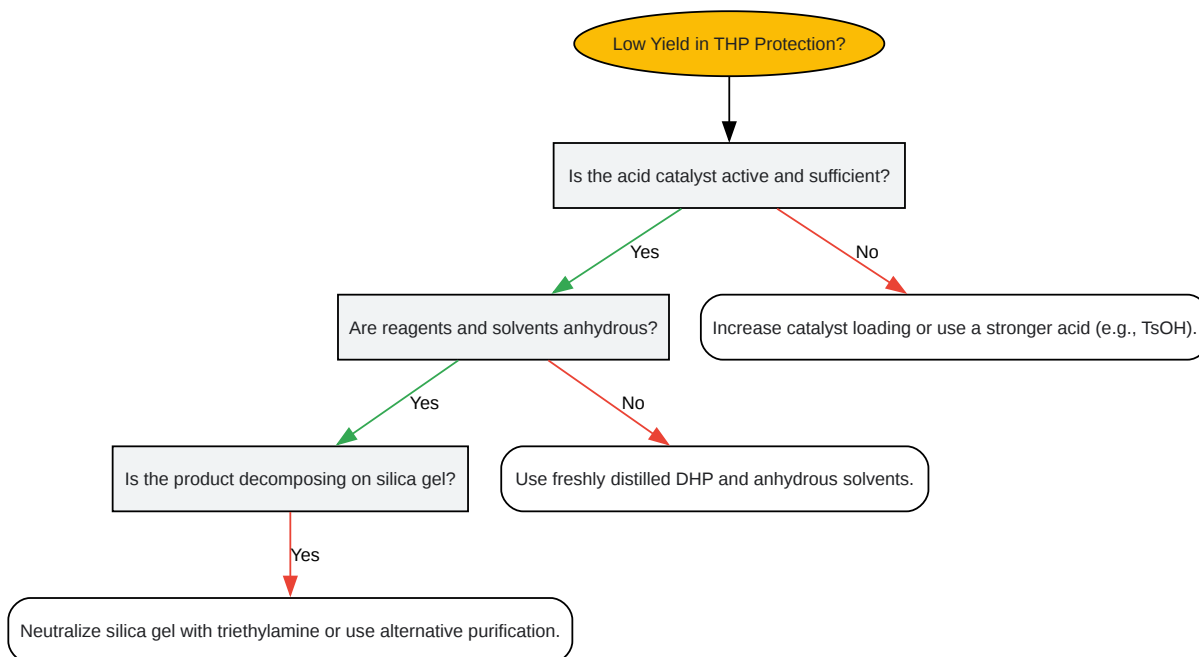 Low Yield in THP Protection?
Is the acid catalyst active and sufficient?
Yes
No
Are reagents and solvents anhydrous?
Increase catalyst loading or use a stronger acid (e.g., TsOH).
Yes
No
Is the product decomposing on silica gel?
Use freshly distilled DHP and anhydrous solvents.
Yes
Neutralize silica gel with triethylamine or use alternative purification.